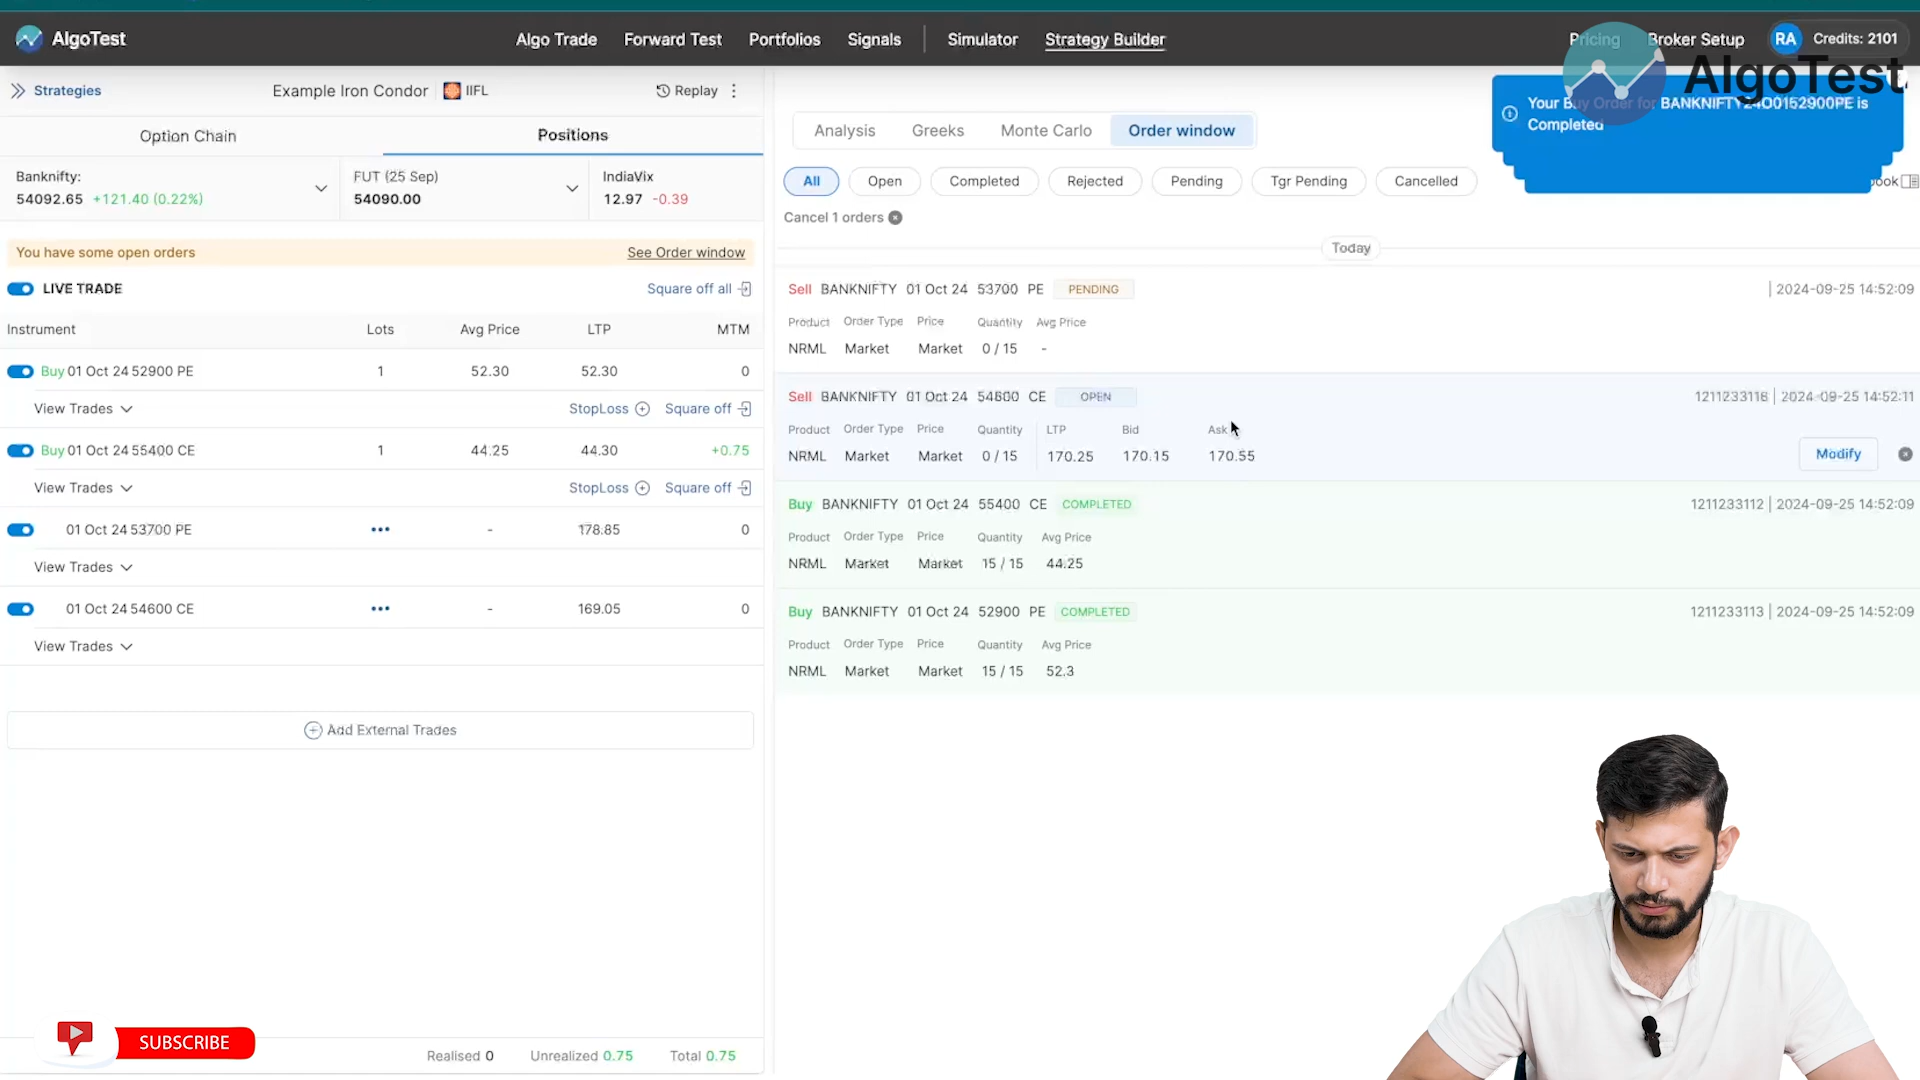 AlgoTest
Algo Trade
Forward Test
Portfolios
Signals
Simulator
Strategy Builder
Pricing
Broker Setup
RA
Credits: 2101
AlgoTest
Strategies
Example Iron Condor
IIFL
Replay
Option Chain
Positions
Banknifty:
54092.65 +121.40 (0.22%)
FUT (25 Sep)
54090.00
IndiaVix
12.97 -0.39
You have some open orders
See Order window
LIVE TRADE
Square off all
Instrument Lots Avg Price LTP MTM
Buy 01 Oct 24 52900 PE 1 52.30 52.30 0
View Trades StopLoss Square off
Buy 01 Oct 24 55400 CE 1 44.25 44.30 +0.75
View Trades StopLoss Square off
01 Oct 24 53700 PE ••• - 178.85 0
View Trades
01 Oct 24 54600 CE ••• - 169.05 0
View Trades
Add External Trades
Realised 0 Unrealized 0.75 Total 0.75
SUBSCRIBE
Analysis
Greeks
Monte Carlo
Order window
Your Buy Order for BANKNIFTY24O0152900PE is
Completed
All
Open
Completed
Rejected
Pending
Tgr Pending
Cancelled
Cancel 1 orders
Today
Sell BANKNIFTY 01 Oct 24 53700 PE PENDING | 2024-09-25 14:52:09
Product Order Type Price Quantity Avg Price
NRML Market Market 0 / 15 -
Sell BANKNIFTY 01 Oct 24 54600 CE OPEN 1211233118 | 2024-09-25 14:52:11
Product Order Type Price Quantity LTP Bid Ask
NRML Market Market 0 / 15 170.25 170.15 170.55
Modify
Buy BANKNIFTY 01 Oct 24 55400 CE COMPLETED 1211233112 | 2024-09-25 14:52:09
Product Order Type Price Quantity Avg Price
NRML Market Market 15 / 15 44.25
Buy BANKNIFTY 01 Oct 24 52900 PE COMPLETED 1211233113 | 2024-09-25 14:52:09
Product Order Type Price Quantity Avg Price
NRML Market Market 15 / 15 52.3